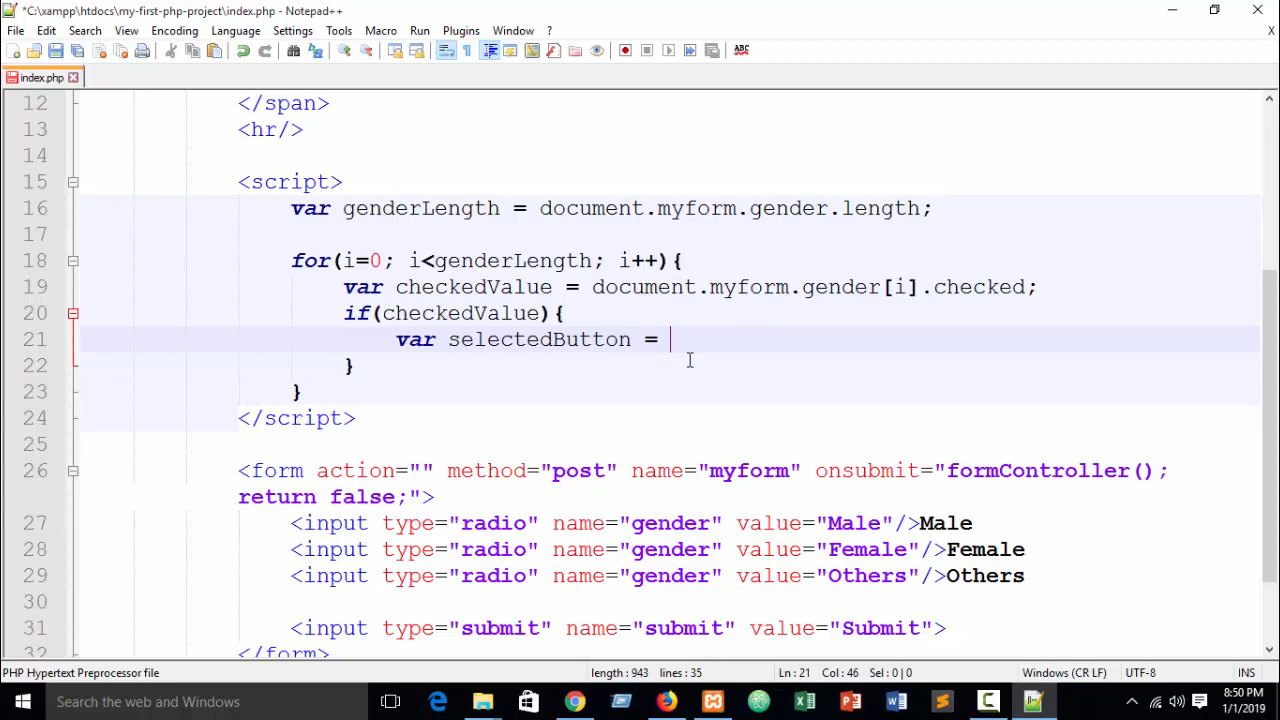 *C:\xampp\htdocs\my-first-php-project\index.php - Notepad++
File Edit Search View Encoding Language Settings Tools Macro Run Plugins Window ?
X
ABC
index.php
12 </span>
13 <hr/>
14
15 <script>
16 var genderLength = document.myform.gender.length;
17
18 for(i=0; i<genderLength; i++){
19 var checkedValue = document.myform.gender[i].checked;
20 if(checkedValue){
21 var selectedButton =
22 }
23 }
24 </script>
25
26 <form action="" method="post" name="myform" onsubmit="formController();
return false;">
27 <input type="radio" name="gender" value="Male"/>Male
28 <input type="radio" name="gender" value="Female"/>Female
29 <input type="radio" name="gender" value="Others"/>Others
30
31 <input type="submit" name="submit" value="Submit">
32 </form>
PHP Hypertext Preprocessor file length : 943 lines : 35 Ln : 21 Col : 46 Sel : 0 | 0 Windows (CR LF) UTF-8 INS
Search the web and Windows
8:50 PM
1/1/2019